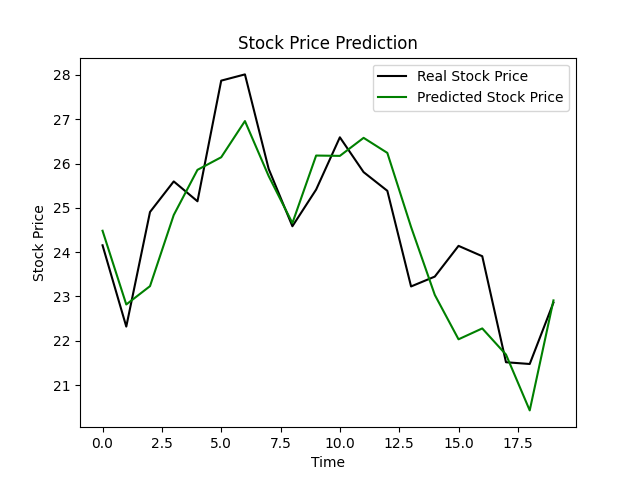 Stock Price Prediction
Real Stock Price
Predicted Stock Price
Stock Price
28
27
26
25
24
23
22
21
0.0 2.5 5.0 7.5 10.0 12.5 15.0 17.5
Time